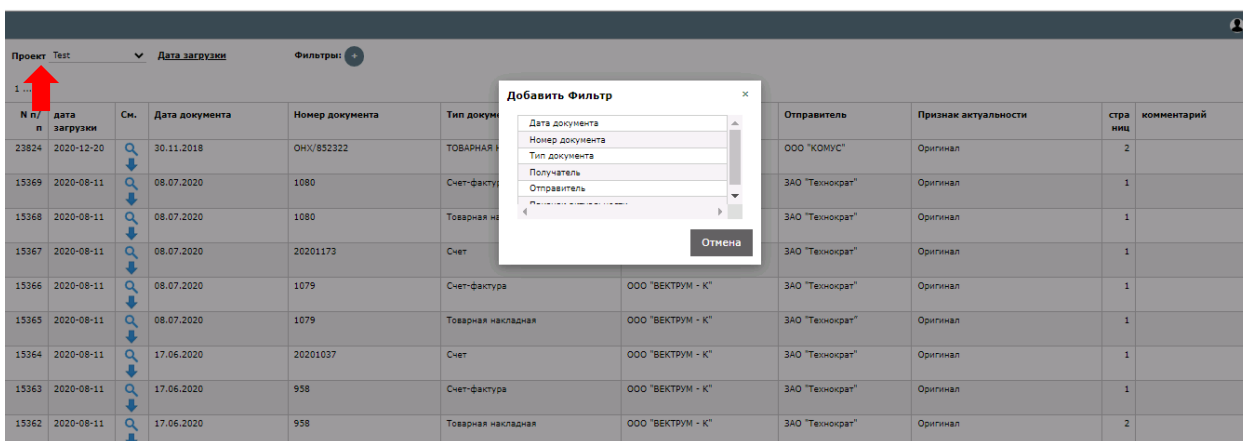 Проект Test Дата загрузки Фильтры: +
1 ...
Добавить Фильтр ×
Дата документа
Номер документа
Тип документа
Получатель
Отправитель
Признак актуальности
Отмена
N п/п дата загрузки См. Дата документа Номер документа Тип докуме Отправитель Признак актуальности страниц комментарий
23824 2020-12-20 30.11.2018 ОНХ/852322 ТОВАРНАЯ Н ООО "КОМУС" Оригинал 2
15369 2020-08-11 08.07.2020 1080 Счет-факту ЗАО "Технократ" Оригинал 1
15368 2020-08-11 08.07.2020 1080 Товарная на ЗАО "Технократ" Оригинал 1
15367 2020-08-11 08.07.2020 20201173 Счет ЗАО "Технократ" Оригинал 1
15366 2020-08-11 08.07.2020 1079 Счет-фактура ООО "ВЕКТРУМ - К" ЗАО "Технократ" Оригинал 1
15365 2020-08-11 08.07.2020 1079 Товарная накладная ООО "ВЕКТРУМ - К" ЗАО "Технократ" Оригинал 1
15364 2020-08-11 17.06.2020 20201037 Счет ООО "ВЕКТРУМ - К" ЗАО "Технократ" Оригинал 1
15363 2020-08-11 17.06.2020 958 Счет-фактура ООО "ВЕКТРУМ - К" ЗАО "Технократ" Оригинал 1
15362 2020-08-11 17.06.2020 958 Товарная накладная ООО "ВЕКТРУМ - К" ЗАО "Технократ" Оригинал 2